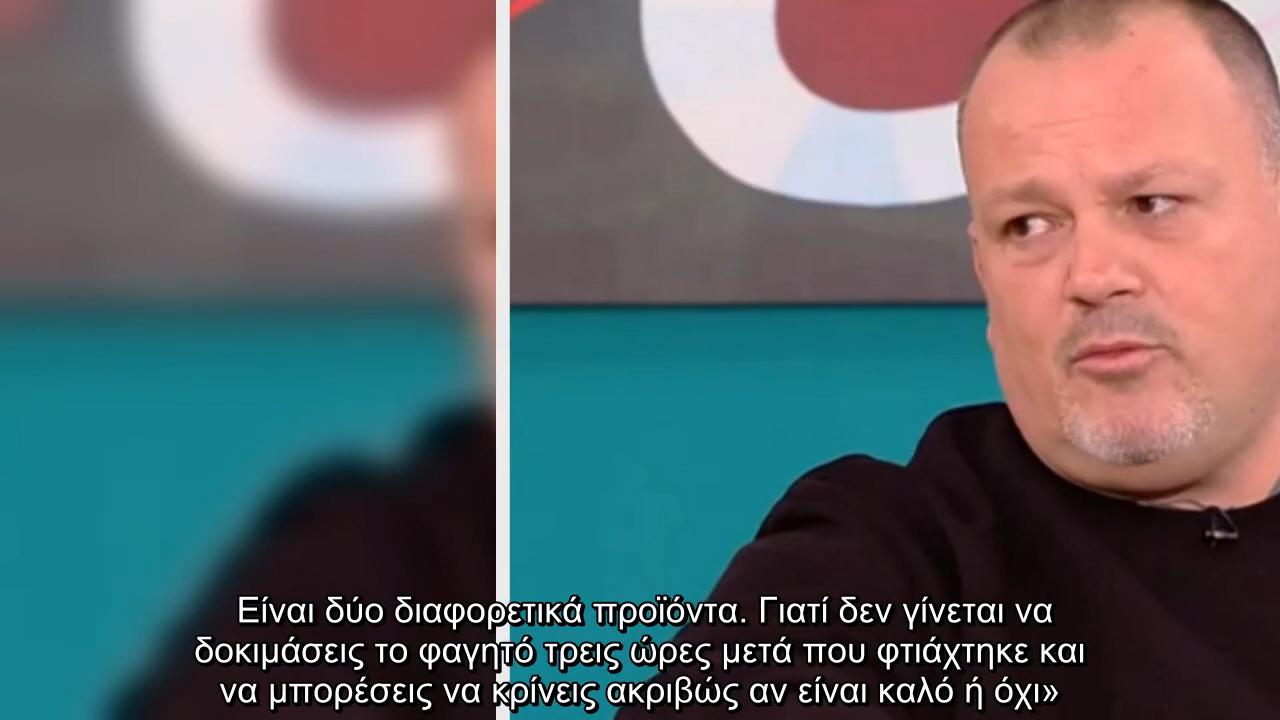 Είναι δύο διαφορετικά προϊόντα. Γιατί δεν γίνεται να
δοκιμάσεις το φαγητό τρεις ώρες μετά που φτιάχτηκε και
να μπορέσεις να κρίνεις ακριβώς αν είναι καλό ή όχι»